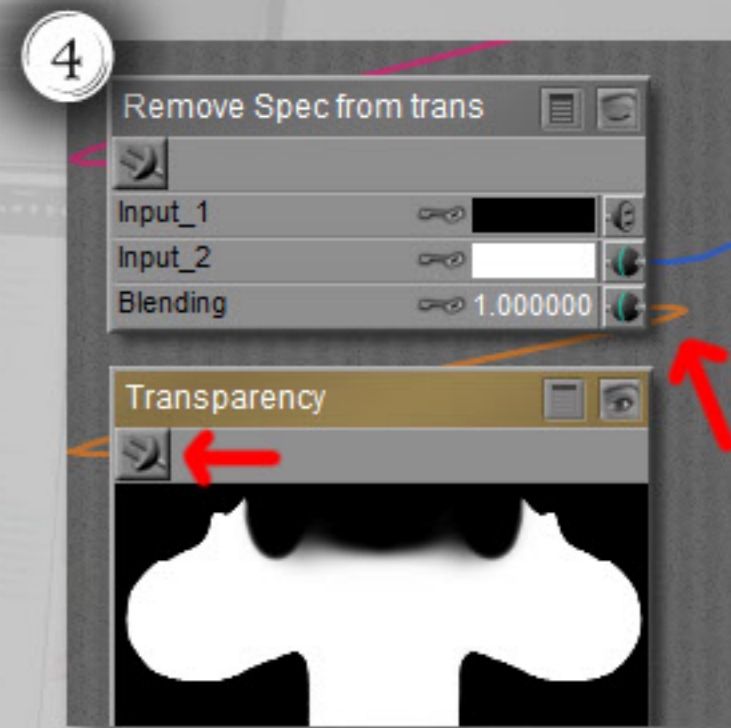 4
Remove Spec from trans
Input_1
Input_2
Blending 1.000000
Transparency